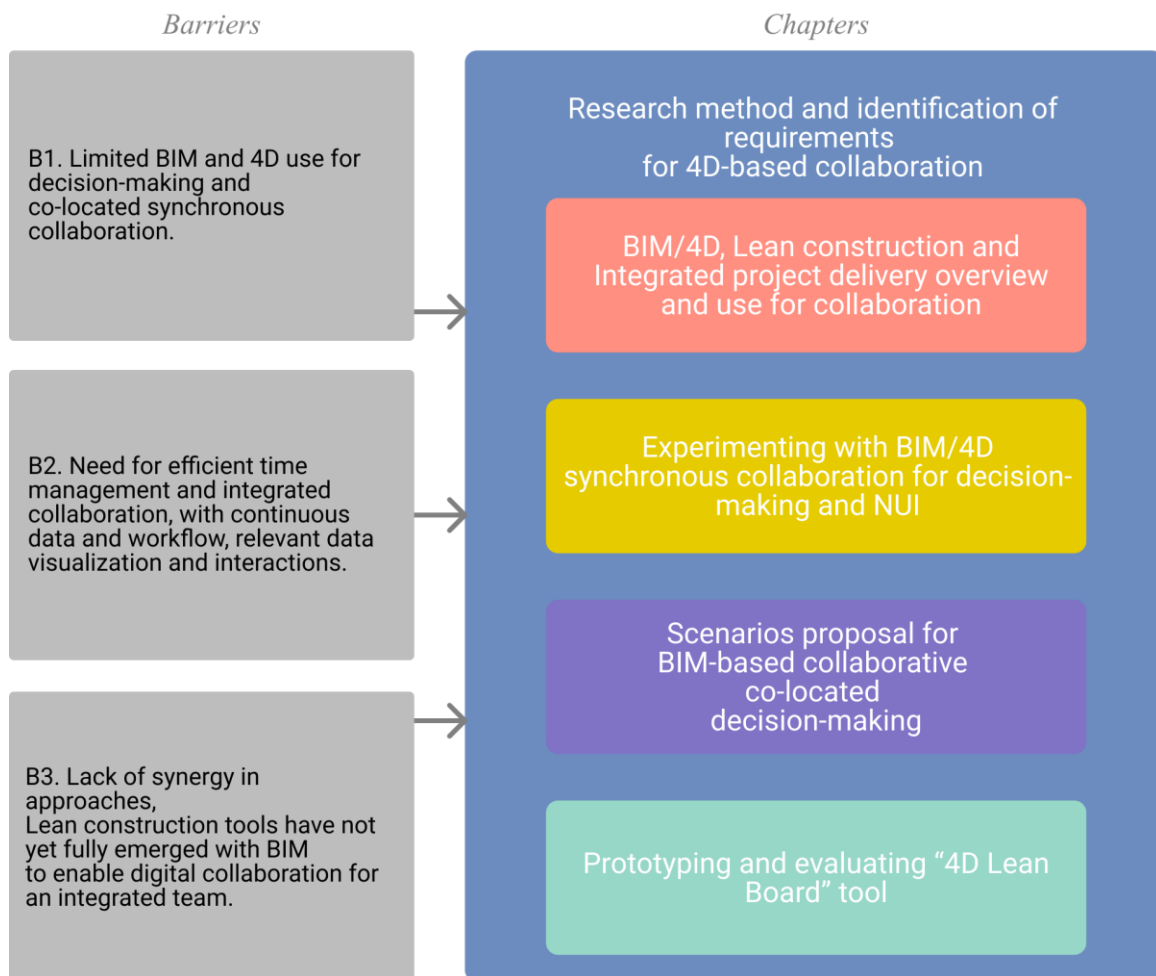 Barriers
Chapters
B1. Limited BIM and 4D use for
decision-making and
co-located synchronous
collaboration.
B2. Need for efficient time
management and integrated
collaboration, with continuous
data and workflow, relevant data
visualization and interactions.
B3. Lack of synergy in
approaches,
Lean construction tools have not
yet fully emerged with BIM
to enable digital collaboration for
an integrated team.
Research method and identification of
requirements
for 4D-based collaboration
BIM/4D, Lean construction and
Integrated project delivery overview
and use for collaboration
Experimenting with BIM/4D
synchronous collaboration for decision-
making and NUI
Scenarios proposal for
BIM-based collaborative
co-located
decision-making
Prototyping and evaluating “4D Lean
Board” tool